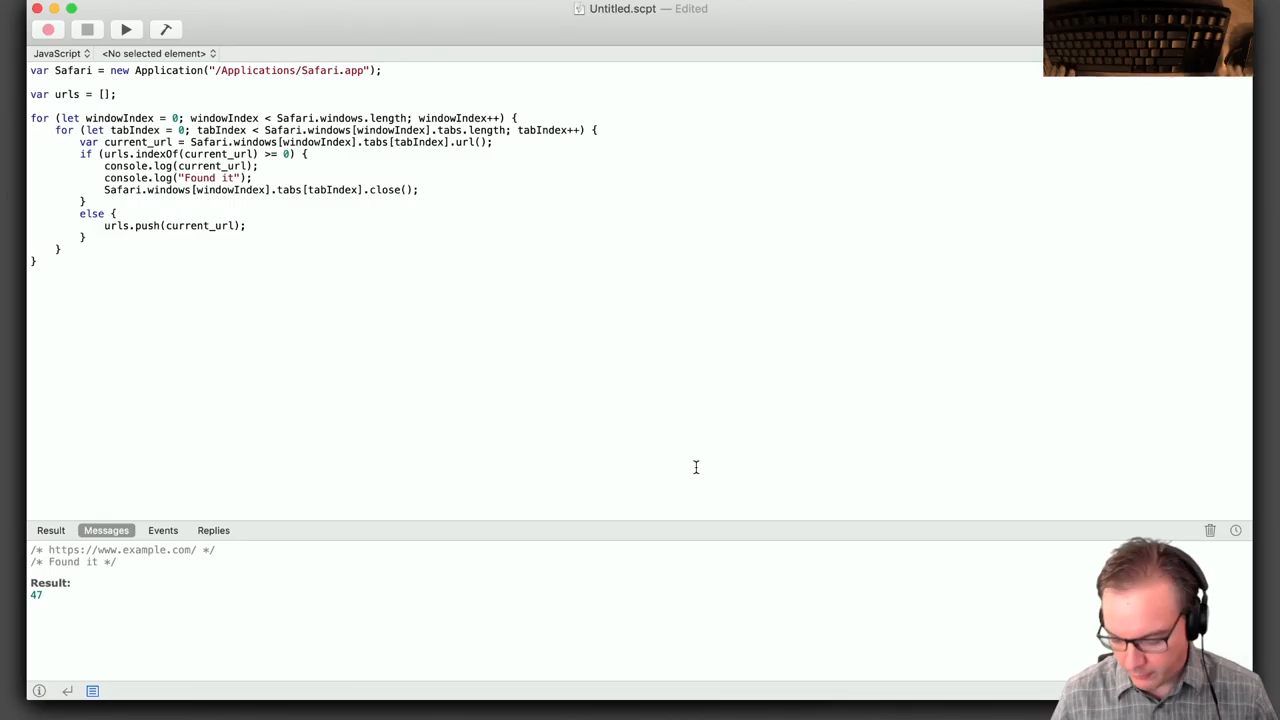 Untitled.scpt — Edited
JavaScript <No selected element>
var Safari = new Application("/Applications/Safari.app");
var urls = [];
for (let windowIndex = 0; windowIndex < Safari.windows.length; windowIndex++) {
for (let tabIndex = 0; tabIndex < Safari.windows[windowIndex].tabs.length; tabIndex++) {
var current_url = Safari.windows[windowIndex].tabs[tabIndex].url();
if (urls.indexOf(current_url) >= 0) {
console.log(current_url);
console.log("Found it");
Safari.windows[windowIndex].tabs[tabIndex].close();
}
else {
urls.push(current_url);
}
}
}
Result Messages Events Replies
/* https://www.example.com/ */
/* Found it */
Result:
47